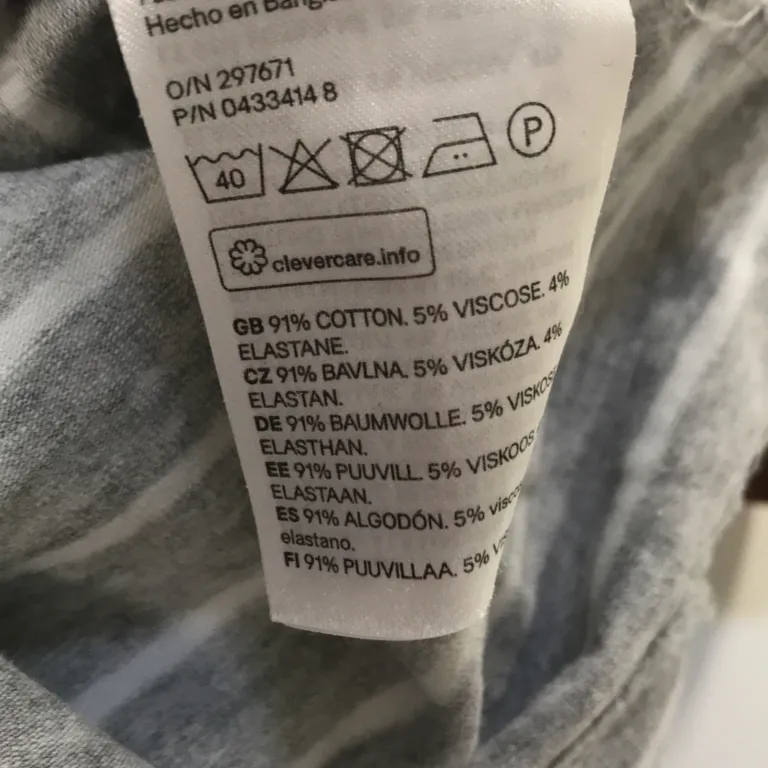 Hecho en Bang
O/N 297671
P/N 0433414 8
40
P
clevercare.info
GB 91% COTTON. 5% VISCOSE. 4%
ELASTANE.
CZ 91% BAVLNA. 5% VISKÓZA. 4%
ELASTAN.
DE 91% BAUMWOLLE. 5% VISKOS
ELASTHAN.
EE 91% PUUVILL. 5% VISKOOS
ELASTAAN.
ES 91% ALGODÓN. 5% visco
elastano.
FI 91% PUUVILLAA. 5% VIS